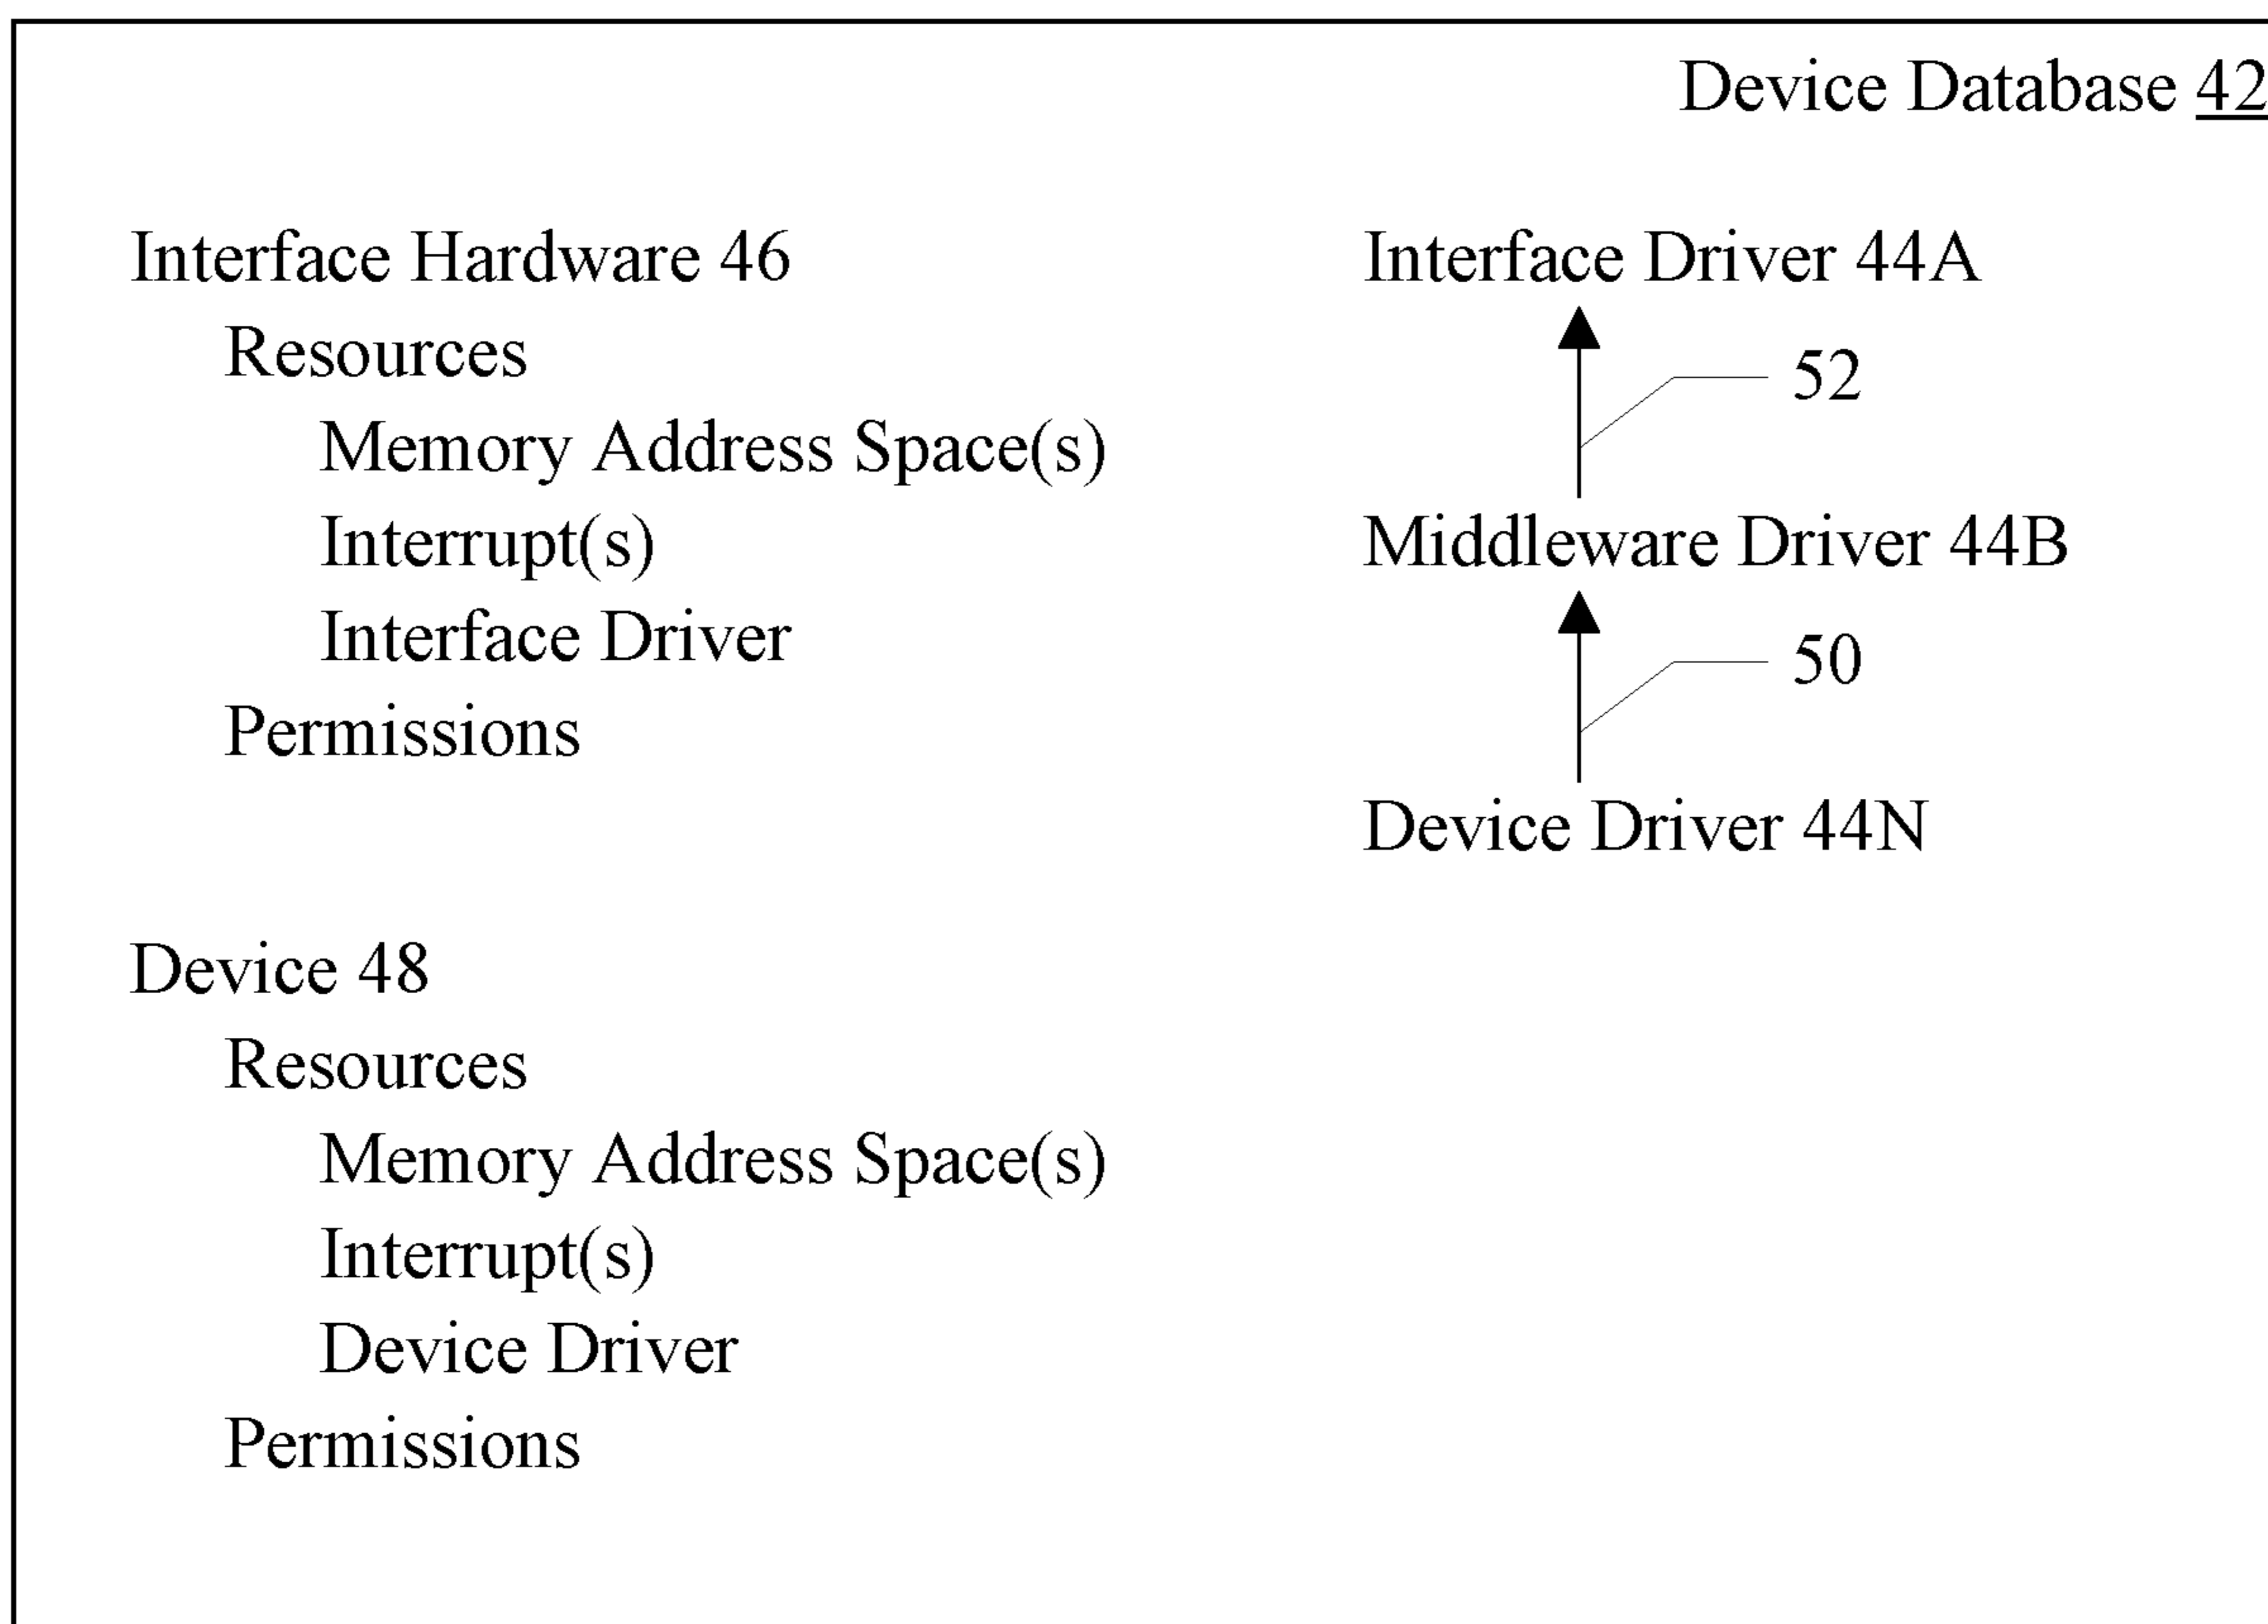 Device Database 42
Interface Hardware 46
Resources
Memory Address Space(s)
Interrupt(s)
Interface Driver
Permissions
Interface Driver 44A
52
Middleware Driver 44B
50
Device Driver 44N
Device 48
Resources
Memory Address Space(s)
Interrupt(s)
Device Driver
Permissions